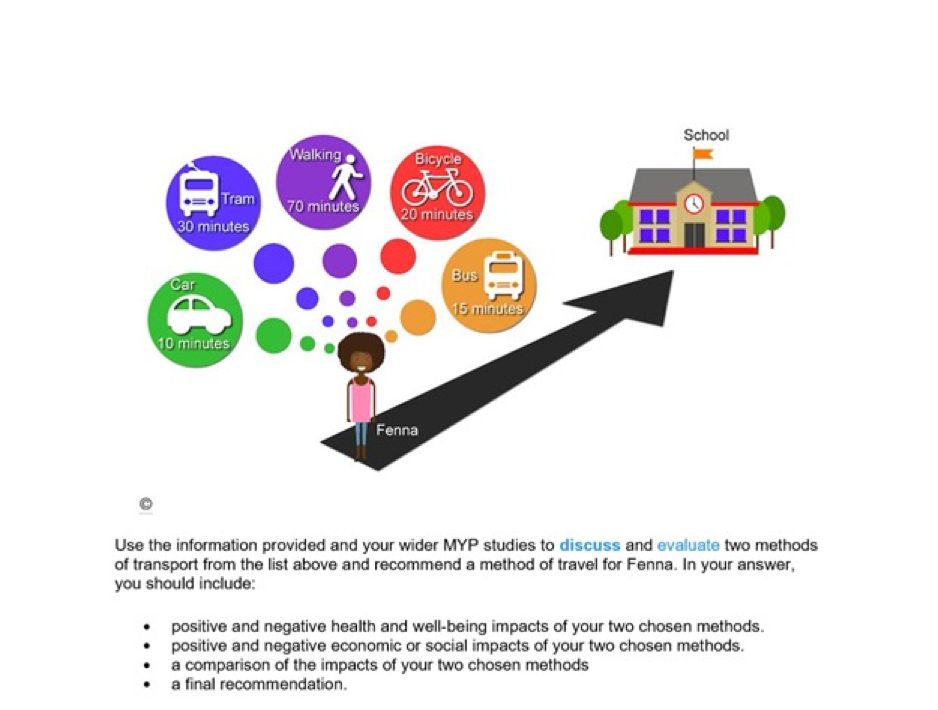 School
Walking
70 minutes
Bicycle
20 minutes
Tram
30 minutes
Bus
15 minutes
Car
10 minutes
Fenna
©
Use the information provided and your wider MYP studies to discuss and evaluate two methods
of transport from the list above and recommend a method of travel for Fenna. In your answer,
you should include:
• positive and negative health and well-being impacts of your two chosen methods.
• positive and negative economic or social impacts of your two chosen methods.
• a comparison of the impacts of your two chosen methods
• a final recommendation.